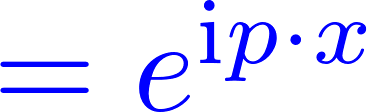 = e^{ip·x}